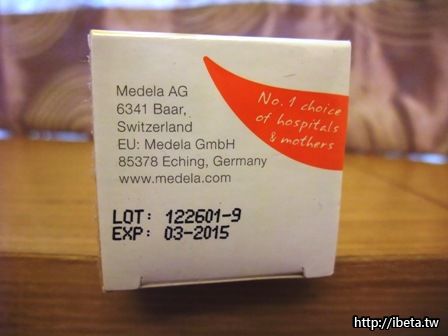 Medela AG
6341 Baar,
Switzerland
EU: Medela GmbH
85378 Eching, Germany
www.medela.com
No. 1 choice
of hospitals
& mothers
LOT: 122601-9
EXP: 03-2015
http://ibeta.tw